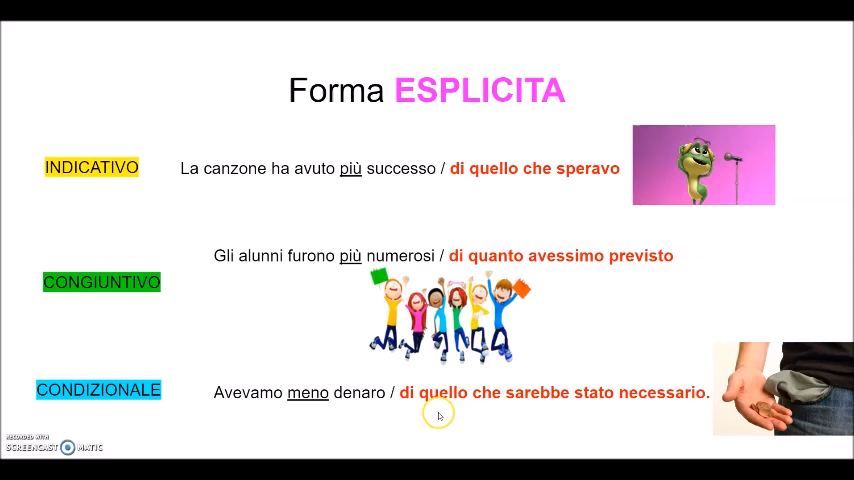 Forma ESPLICITA
INDICATIVO
La canzone ha avuto più successo / di quello che speravo
Gli alunni furono più numerosi / di quanto avessimo previsto
CONGIUNTIVO
CONDIZIONALE
Avevamo meno denaro / di quello che sarebbe stato necessario.
RECORDED WITH
SCREENCAST MATIC